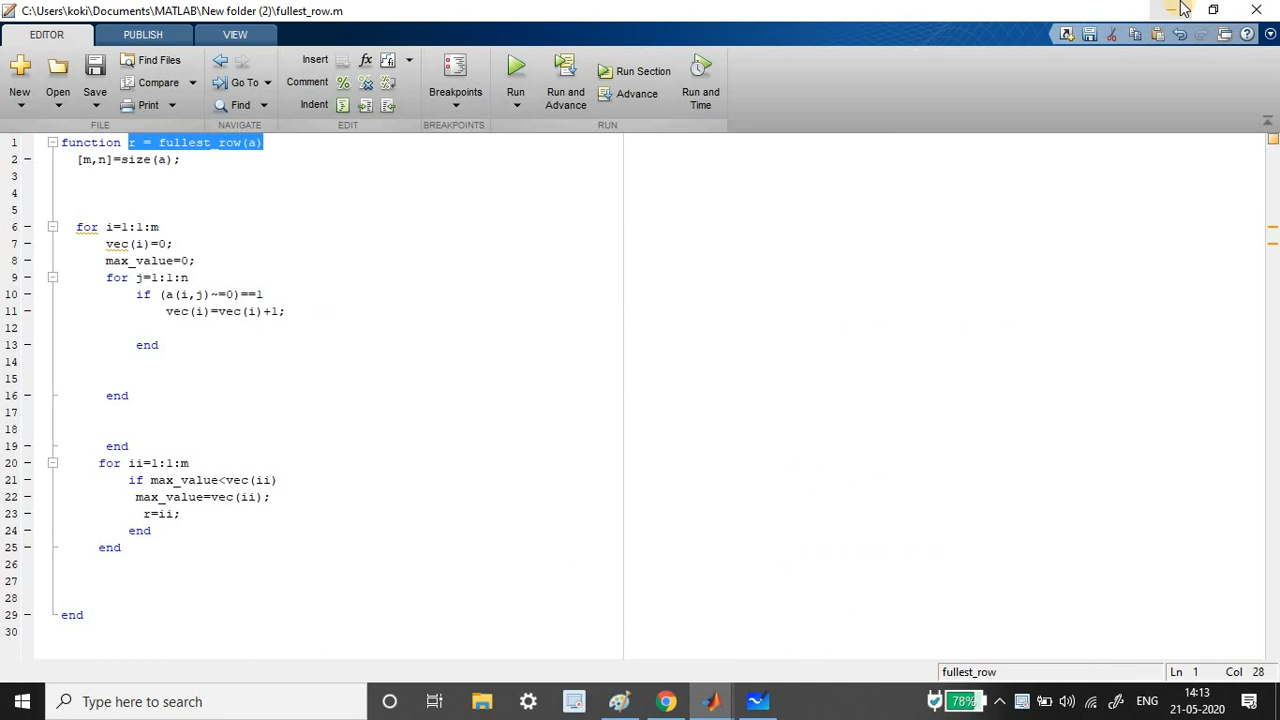 C:\Users\koki\Documents\MATLAB\New folder (2)\fullest_row.m
EDITOR PUBLISH VIEW
New Open Save Find Files Compare Print
Go To Find
Insert Comment Indent
Breakpoints
Run Run and Advance Run Section Advance Run and Time
FILE NAVIGATE EDIT BREAKPOINTS RUN
1 function r = fullest_row(a)
2 [m,n]=size(a);
3
4
5
6 for i=1:1:m
7 vec(i)=0;
8 max_value=0;
9 for j=1:1:n
10 if (a(i,j)~=0)==1
11 vec(i)=vec(i)+1;
12
13 end
14
15
16 end
17
18
19 end
20 for ii=1:1:m
21 if max_value<vec(ii)
22 max_value=vec(ii);
23 r=ii;
24 end
25 end
26
27
28
29 end
30
fullest_row Ln 1 Col 28
Type here to search
78% ENG 14:13
21-05-2020